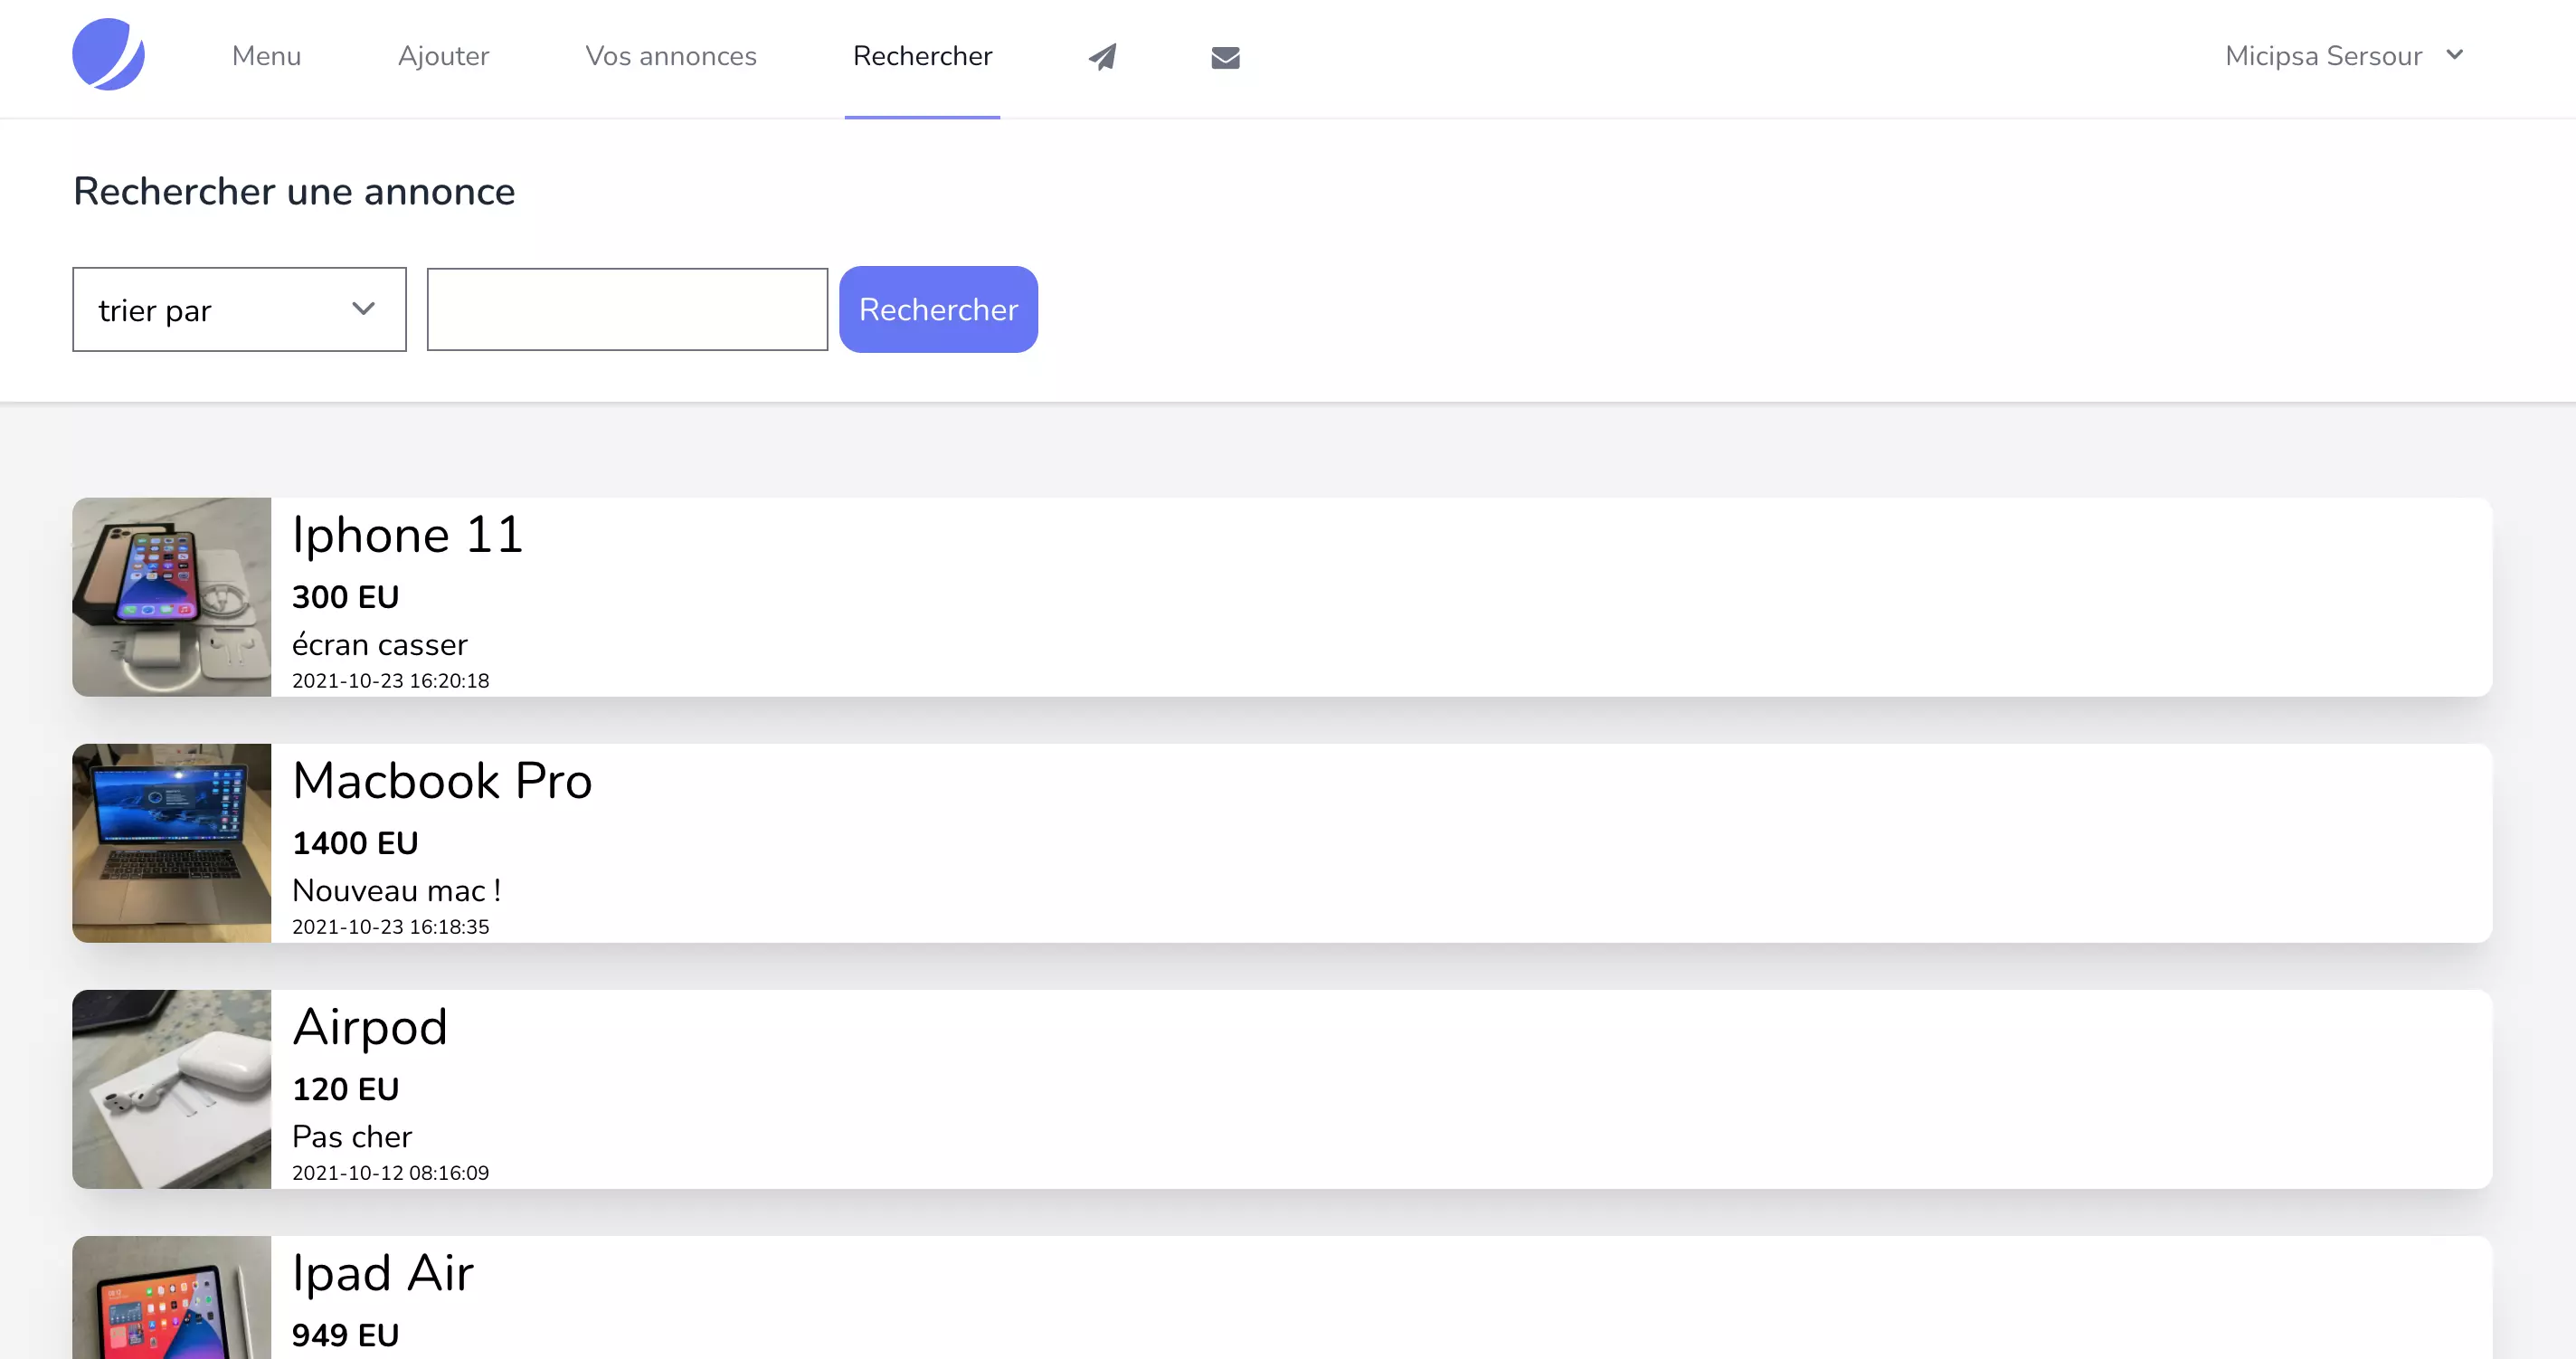 Menu
Ajouter
Vos annonces
Rechercher
Micipsa Sersour
Rechercher une annonce
trier par
Rechercher
Iphone 11
300 EU
écran casser
2021-10-23 16:20:18
Macbook Pro
1400 EU
Nouveau mac !
2021-10-23 16:18:35
Airpod
120 EU
Pas cher
2021-10-12 08:16:09
Ipad Air
949 EU